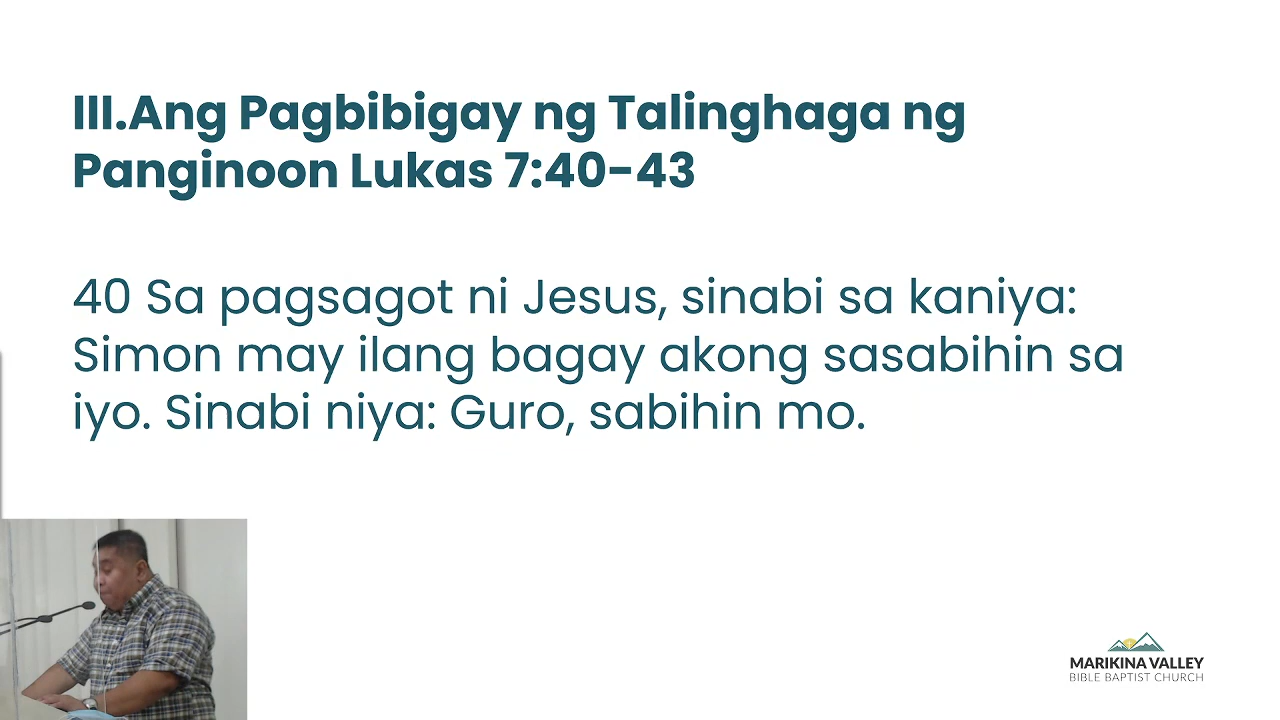 III.Ang Pagbibigay ng Talinghaga ng
Panginoon Lukas 7:40-43
40 Sa pagsagot ni Jesus, sinabi sa kaniya:
Simon may ilang bagay akong sasabihin sa
iyo. Sinabi niya: Guro, sabihin mo.
MARIKINA VALLEY
BIBLE BAPTIST CHURCH